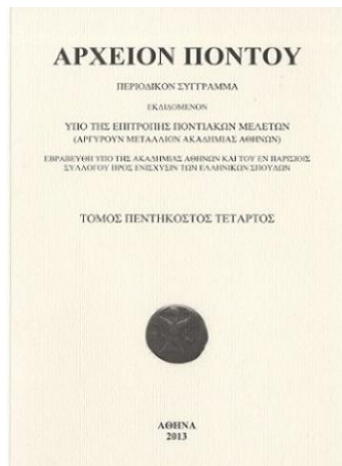 ΑΡΧΕΙΟΝ ΠΟΝΤΟΥ
ΠΕΡΙΟΔΙΚΟΝ ΣΥΓΓΡΑΜΜΑ
ΕΚΔΙΔΟΜΕΝΟΝ
ΥΠΟ ΤΗΣ ΕΠΙΤΡΟΠΗΣ ΠΟΝΤΙΑΚΩΝ ΜΕΛΕΤΩΝ
(ΑΡΓΥΡΟΥΝ ΜΕΤΑΛΛΙΟΝ ΑΚΑΔΗΜΙΑΣ ΑΘΗΝΩΝ)
ΕΒΡΑΒΕΥΘΗ ΥΠΟ ΤΗΣ ΑΚΑΔΗΜΙΑΣ ΑΘΗΝΩΝ ΚΑΙ ΤΟΥ ΕΝ ΠΑΡΙΣΙΟΙΣ
ΣΥΛΛΟΓΟΥ ΠΡΟΣ ΕΝΙΣΧΥΣΙΝ ΤΩΝ ΕΛΛΗΝΙΚΩΝ ΣΠΟΥΔΩΝ
ΤΟΜΟΣ ΠΕΝΤΗΚΟΣΤΟΣ ΤΕΤΑΡΤΟΣ
ΑΘΗΝΑ
2013